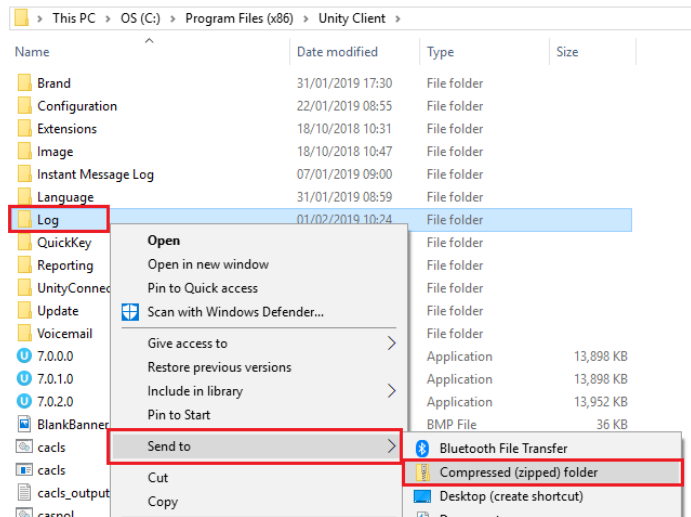 This PC > OS (C:) > Program Files (x86) > Unity Client >
Name Date modified Type Size
Brand 31/01/2019 17:30 File folder
Configuration 22/01/2019 08:55 File folder
Extensions 18/10/2018 10:31 File folder
Image 18/10/2018 10:47 File folder
Instant Message Log 07/01/2019 09:00 File folder
Language 31/01/2019 08:59 File folder
Log 01/02/2019 10:24 File folder
QuickKey File folder
Reporting File folder
UnityConnec File folder
Update File folder
Voicemail File folder
7.0.0.0 Application 13,898 KB
7.0.1.0 Application 13,898 KB
7.0.2.0 Application 13,952 KB
BlankBanner BMP File 36 KB
cacls
cacls
cacls_output
caspol
Open
Open in new window
Pin to Quick access
Scan with Windows Defender...
Give access to
Restore previous versions
Include in library
Pin to Start
Send to
Cut
Copy
Bluetooth File Transfer
Compressed (zipped) folder
Desktop (create shortcut)